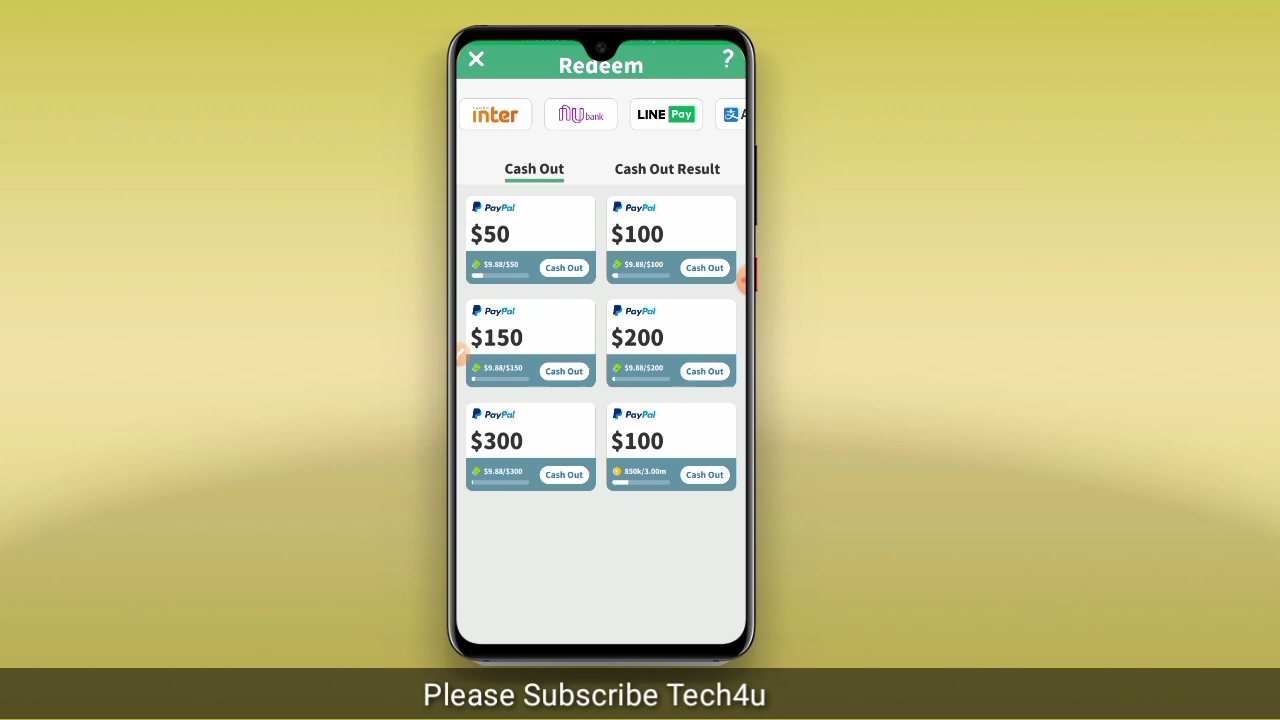 Redeem
?
inter
nu bank
LINE Pay
A
Cash Out
Cash Out Result
PayPal
$50
$9.88/$50
Cash Out
PayPal
$100
$9.88/$100
Cash Out
PayPal
$150
$9.88/$150
Cash Out
PayPal
$200
$9.88/$200
Cash Out
PayPal
$300
$9.88/$300
Cash Out
PayPal
$100
850k/3.00m
Cash Out
Please Subscribe Tech4u